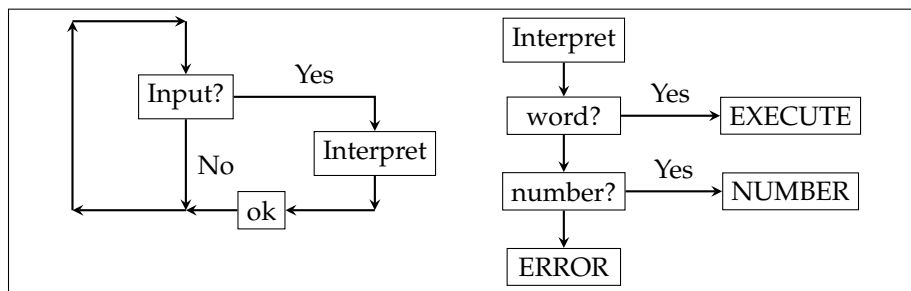 Input?
Yes
Interpret
No
ok
Interpret
word?
Yes
EXECUTE
number?
Yes
NUMBER
ERROR